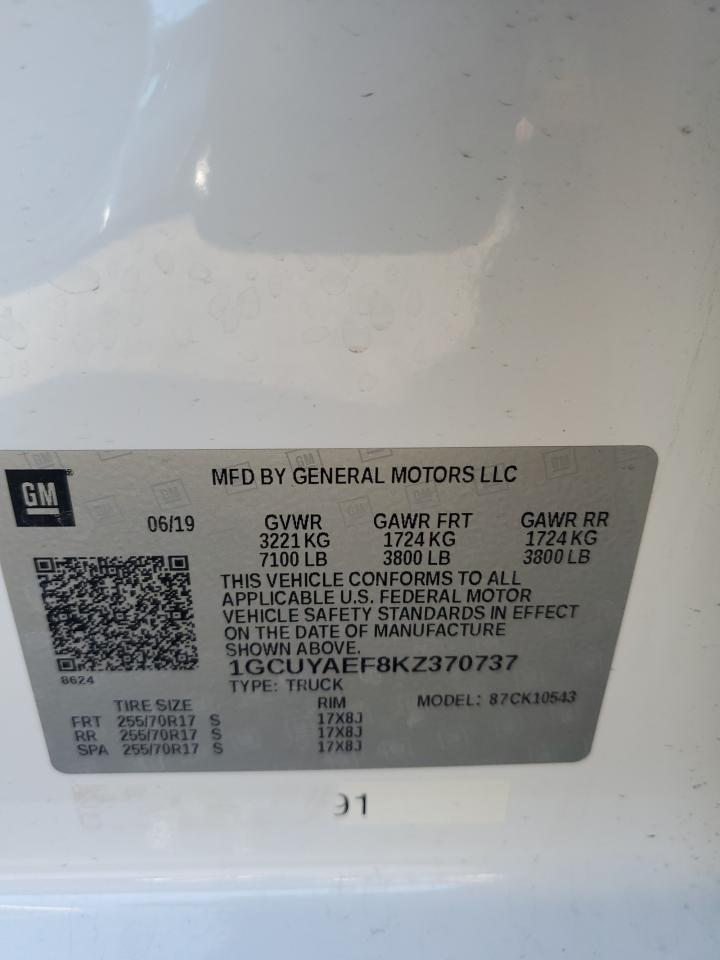 GM
MFD BY GENERAL MOTORS LLC
06/19 GVWR GAWR FRT GAWR RR
3221 KG 1724 KG 1724 KG
7100 LB 3800 LB 3800 LB
THIS VEHICLE CONFORMS TO ALL
APPLICABLE U.S. FEDERAL MOTOR
VEHICLE SAFETY STANDARDS IN EFFECT
ON THE DATE OF MANUFACTURE
SHOWN ABOVE.
1GCUYAEF8KZ370737
8624
TYPE: TRUCK MODEL: 87CK10543
TIRE SIZE RIM
FRT 255/70R17 S 17X8J
RR 255/70R17 S 17X8J
SPA 255/70R17 S 17X8J
91